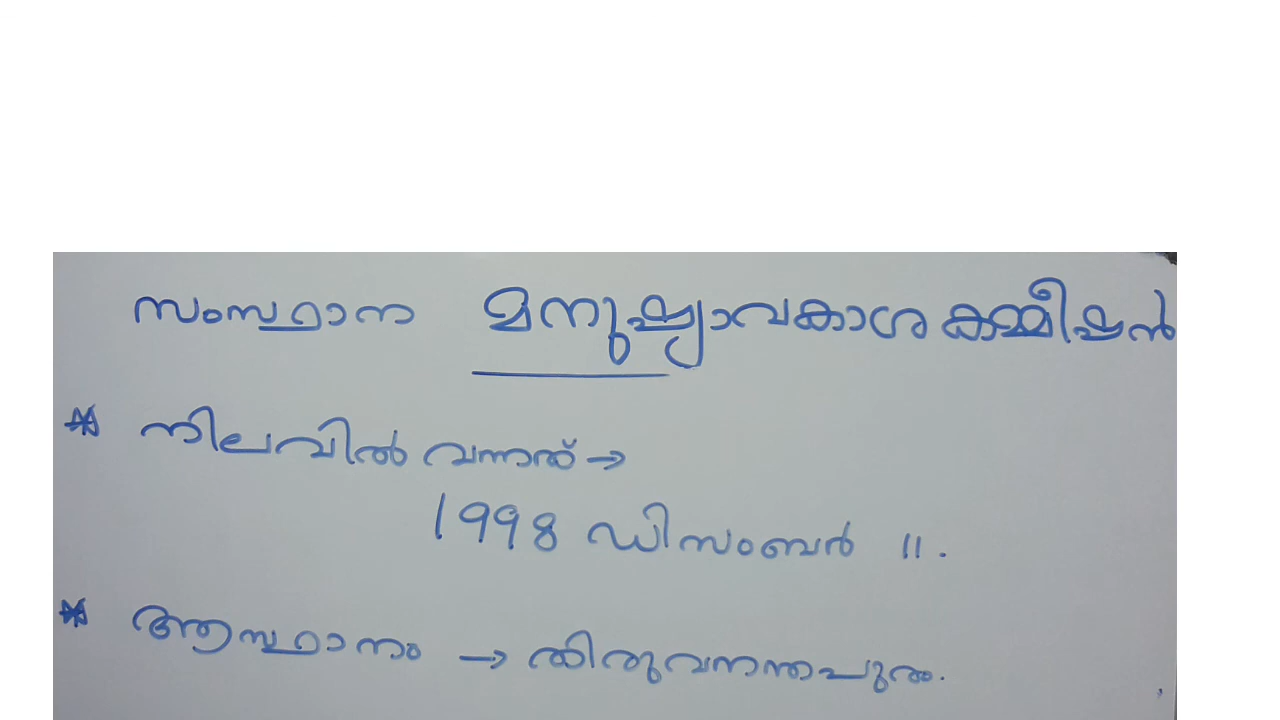 സംസ്ഥാന മനുഷ്യാവകാശ കമ്മീഷൻ
* നിലവിൽ വന്നത് →
1998 ഡിസംബർ 11.
* ആസ്ഥാനം → തിരുവനന്തപുരം.